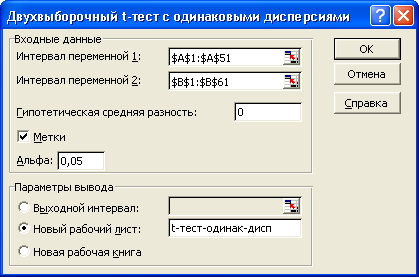 Двухвыборочный t-тест с одинаковыми дисперсиями
Входные данные
Интервал переменной 1: $A$1:$A$51
Интервал переменной 2: $B$1:$B$61
Гипотетическая средняя разность: 0
Метки
Альфа: 0,05
OK
Отмена
Справка
Параметры вывода
Выходной интервал:
Новый рабочий лист: t-тест-одинак-дисп
Новая рабочая книга